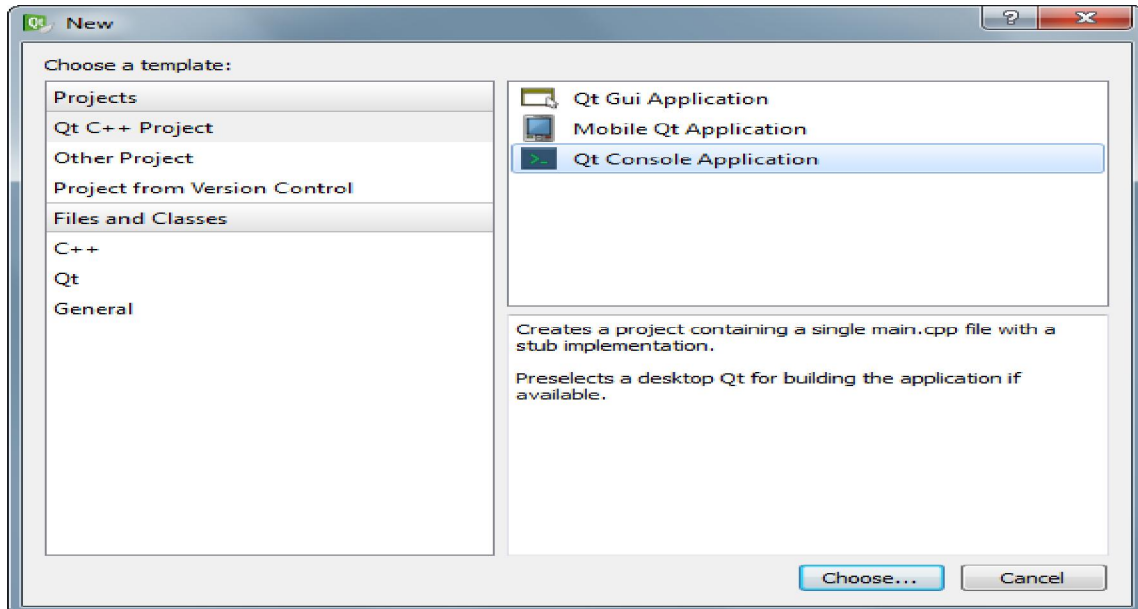 New
Choose a template:
Projects
Qt C++ Project
Other Project
Project from Version Control
Files and Classes
C++
Qt
General
Qt Gui Application
Mobile Qt Application
Qt Console Application
Creates a project containing a single main.cpp file with a
stub implementation.
Preselects a desktop Qt for building the application if
available.
Choose...
Cancel